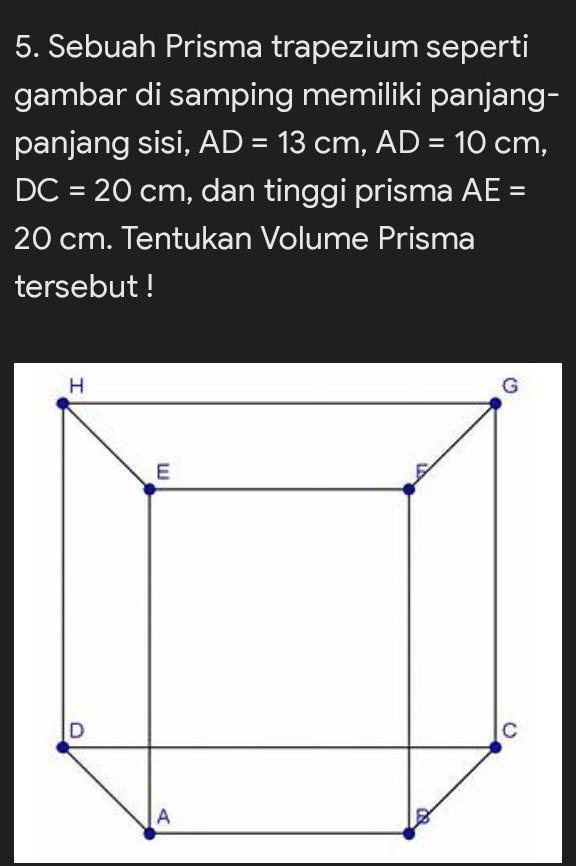 5. Sebuah Prisma trapezium seperti
gambar di samping memiliki panjang-
panjang sisi, AD = 13 cm, AD = 10 cm,
DC = 20 cm, dan tinggi prisma AE =
20 cm. Tentukan Volume Prisma
tersebut !
H G
E F
D C
A B